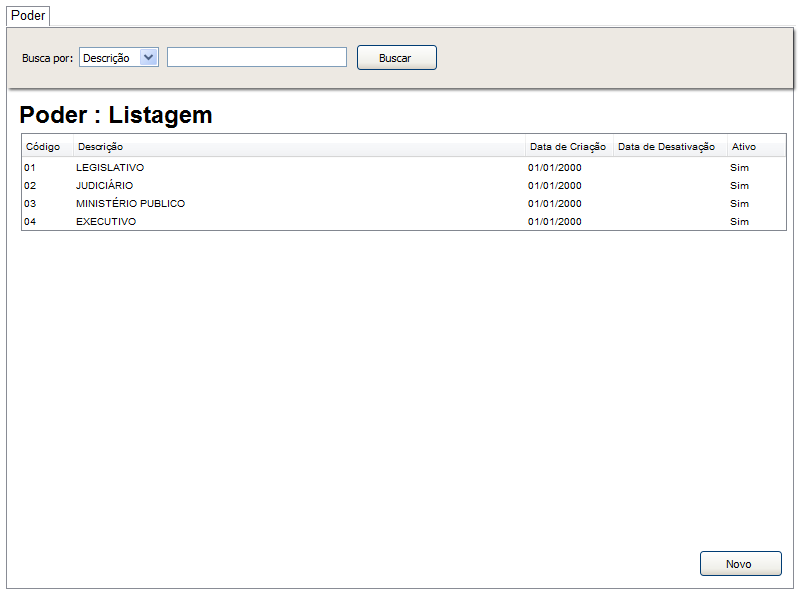 Poder
Busca por: Descrição Buscar
Poder : Listagem
Código Descrição Data de Criação Data de Desativação Ativo
01 LEGISLATIVO 01/01/2000 Sim
02 JUDICIÁRIO 01/01/2000 Sim
03 MINISTÉRIO PUBLICO 01/01/2000 Sim
04 EXECUTIVO 01/01/2000 Sim
Novo